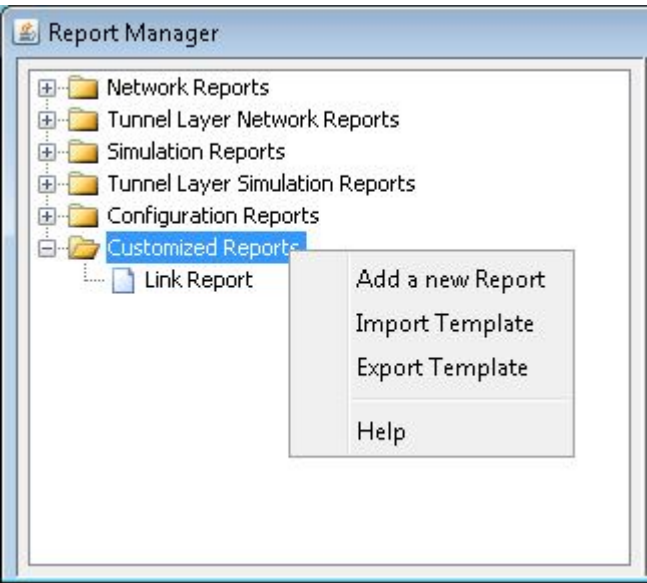 Report Manager
Network Reports
Tunnel Layer Network Reports
Simulation Reports
Tunnel Layer Simulation Reports
Configuration Reports
Customized Reports
Link Report
Add a new Report
Import Template
Export Template
Help